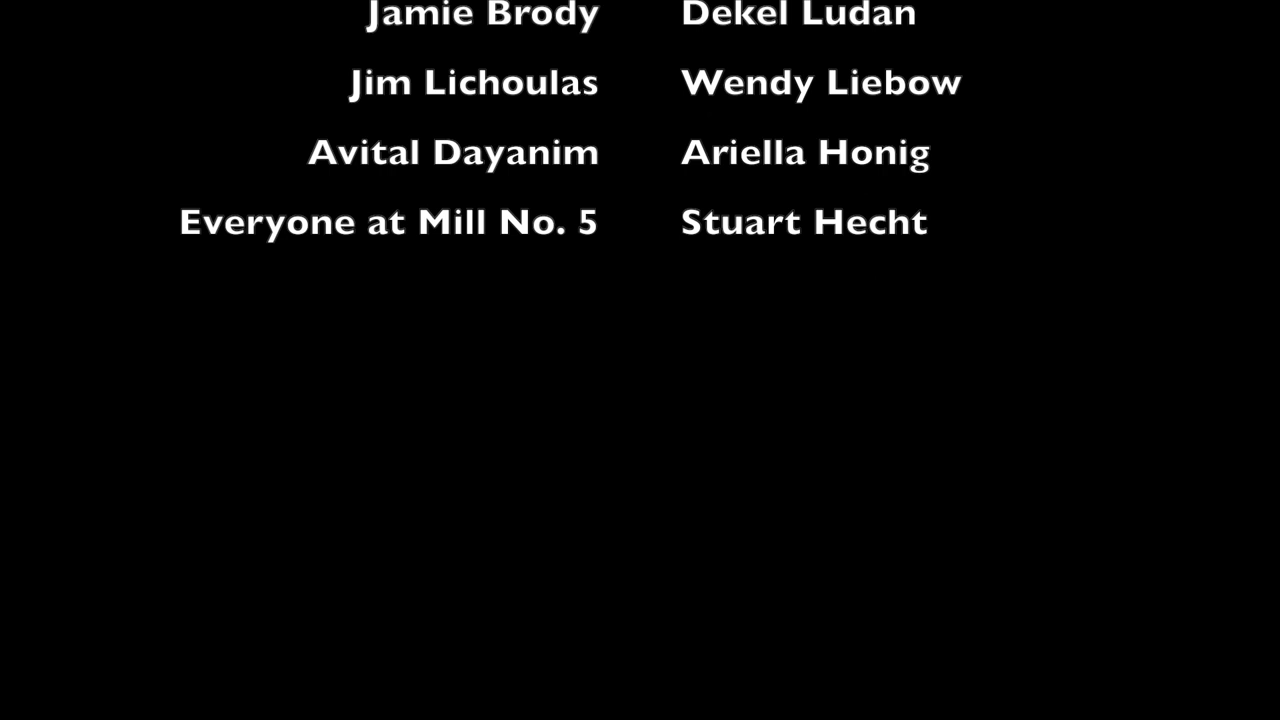 Jamie Brody Dekel Ludan
Jim Lichoulas Wendy Liebow
Avital Dayanim Ariella Honig
Everyone at Mill No. 5 Stuart Hecht